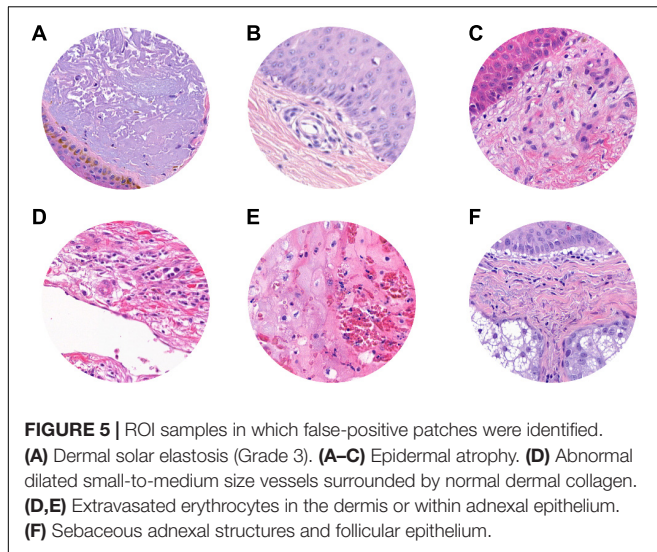 A
B
C
D
E
F
FIGURE 5 | ROI samples in which false-positive patches were identified.
(A) Dermal solar elastosis (Grade 3). (A–C) Epidermal atrophy. (D) Abnormal
dilated small-to-medium size vessels surrounded by normal dermal collagen.
(D,E) Extravasated erythrocytes in the dermis or within adnexal epithelium.
(F) Sebaceous adnexal structures and follicular epithelium.